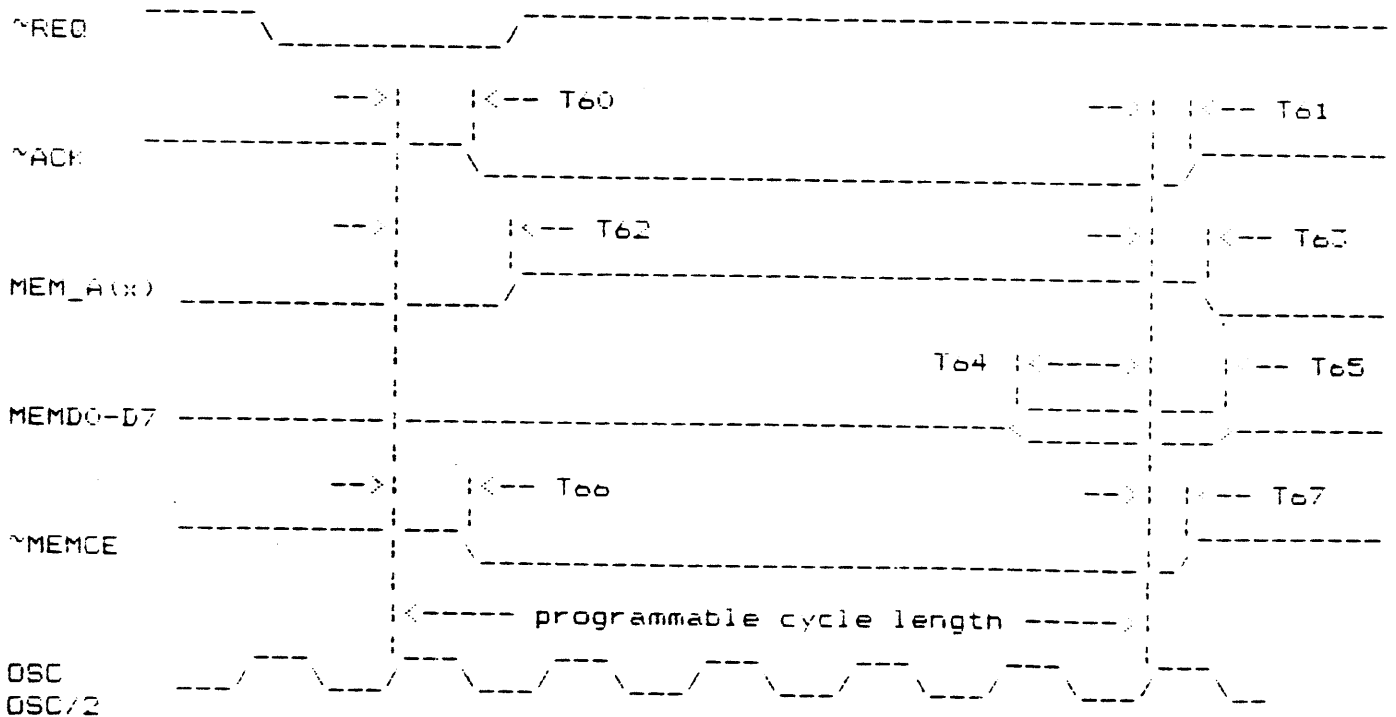 ~REQ
--> <-- T60
--> <-- T61
~ACK
--> <-- T62
--> <-- T63
MEM_A(x)
T64 <----->
<-- T65
MEMD0-D7
--> <-- T66
--> <-- T67
~MEMCE
<----- programmable cycle length ----->
OSC
OSC/2